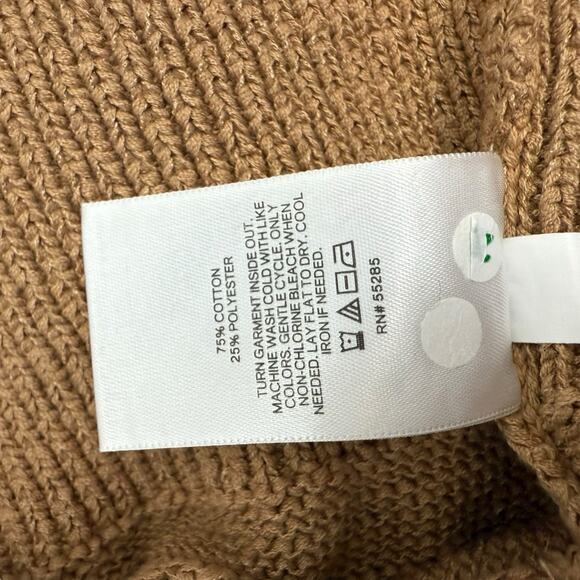 75% COTTON
25% POLYESTER
TURN GARMENT INSIDE OUT.
MACHINE WASH COLD WITH LIKE
COLORS. GENTLE CYCLE. ONLY
NON-CHLORINE BLEACH WHEN
NEEDED. LAY FLAT TO DRY. COOL
IRON IF NEEDED.
RN# 55285